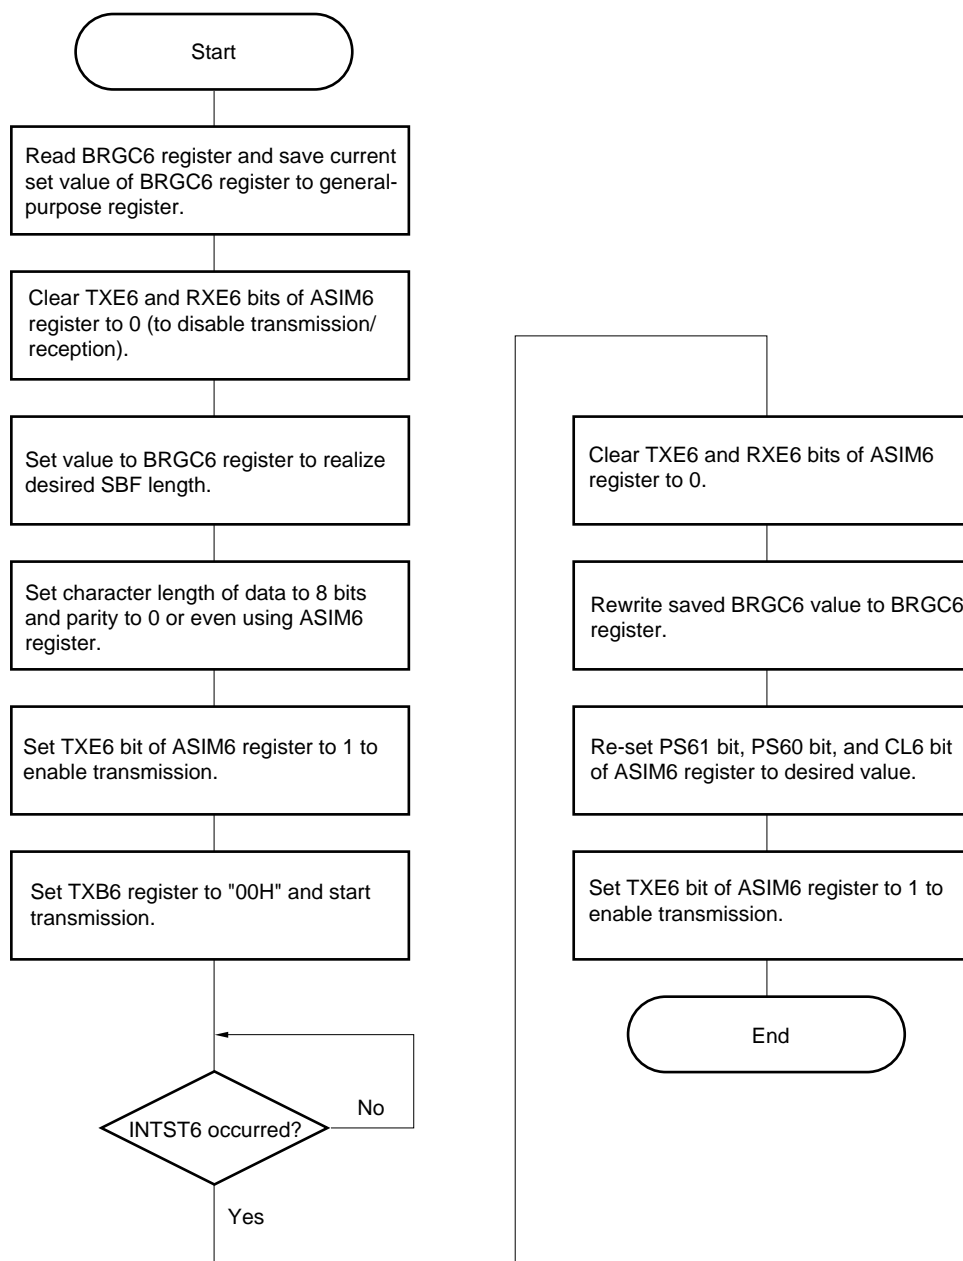 Start
Read BRGC6 register and save current
set value of BRGC6 register to general-
purpose register.
Clear TXE6 and RXE6 bits of ASIM6
register to 0 (to disable transmission/
reception).
Set value to BRGC6 register to realize
desired SBF length.
Set character length of data to 8 bits
and parity to 0 or even using ASIM6
register.
Set TXE6 bit of ASIM6 register to 1 to
enable transmission.
Set TXB6 register to "00H" and start
transmission.
INTST6 occurred?
No
Yes
Clear TXE6 and RXE6 bits of ASIM6
register to 0.
Rewrite saved BRGC6 value to BRGC6
register.
Re-set PS61 bit, PS60 bit, and CL6 bit
of ASIM6 register to desired value.
Set TXE6 bit of ASIM6 register to 1 to
enable transmission.
End